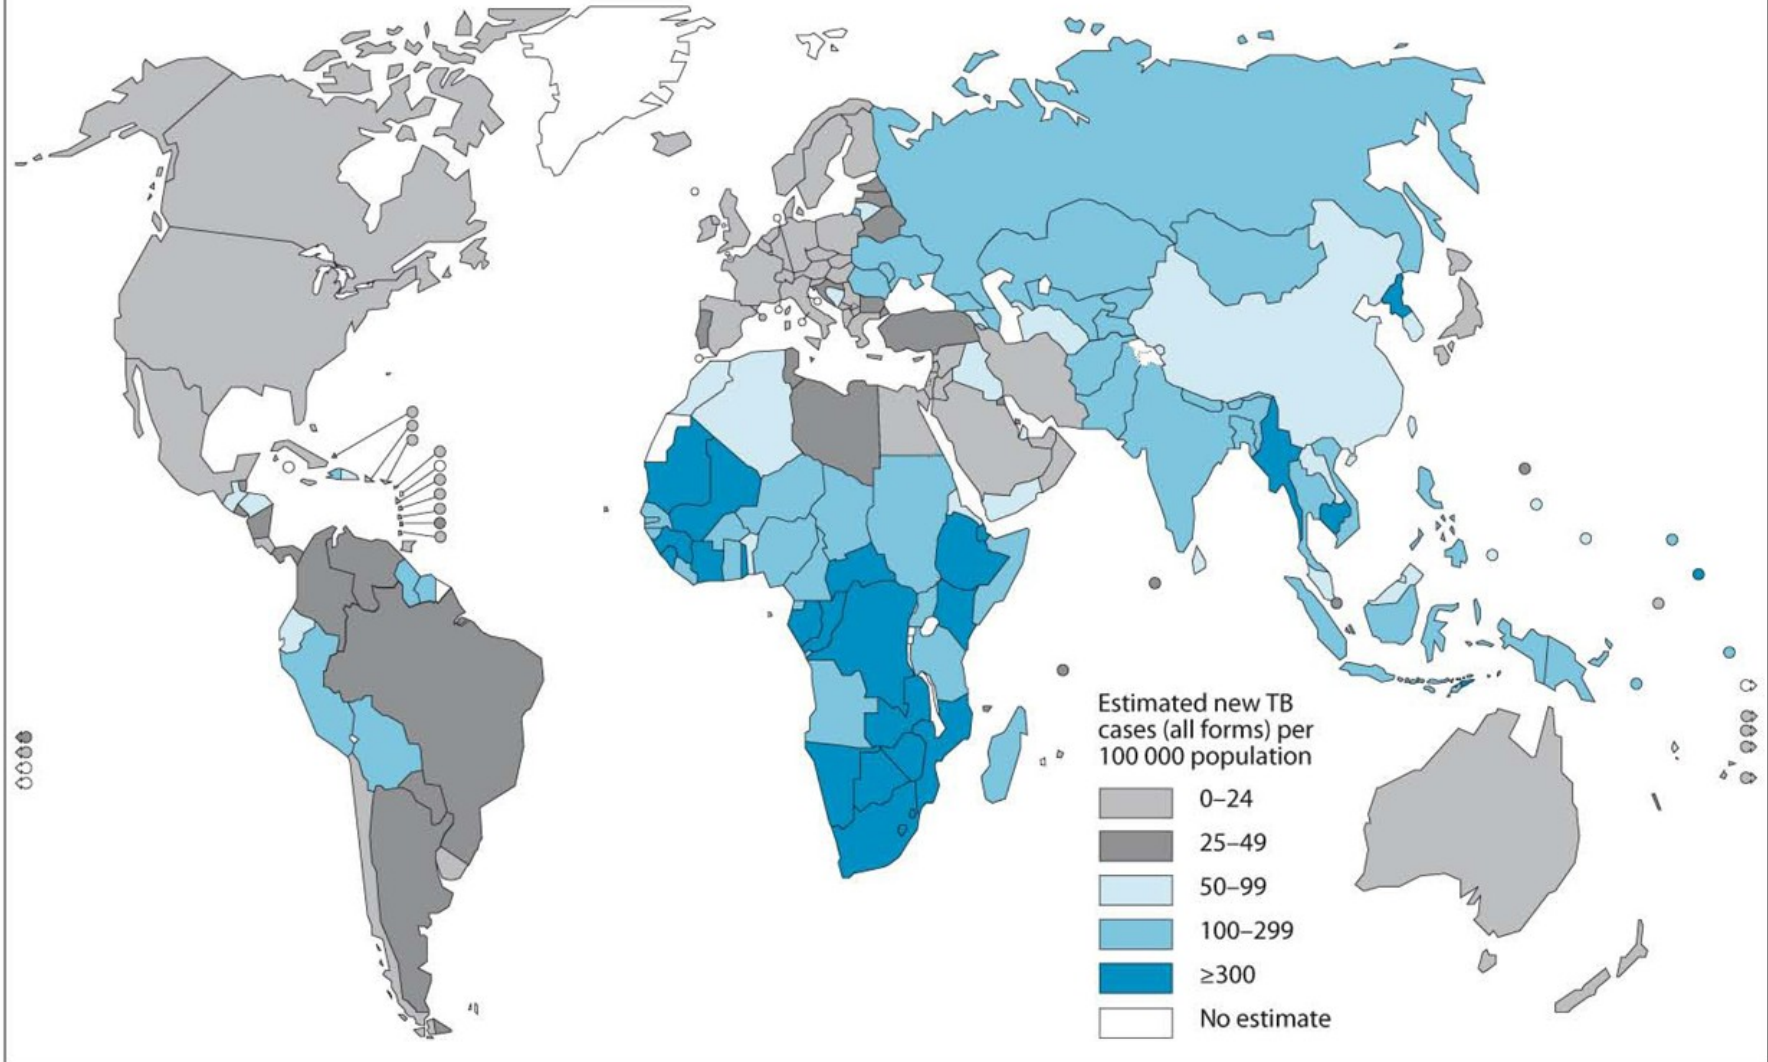 Estimated new TB
cases (all forms) per
100 000 population
0–24
25–49
50–99
100–299
≥300
No estimate